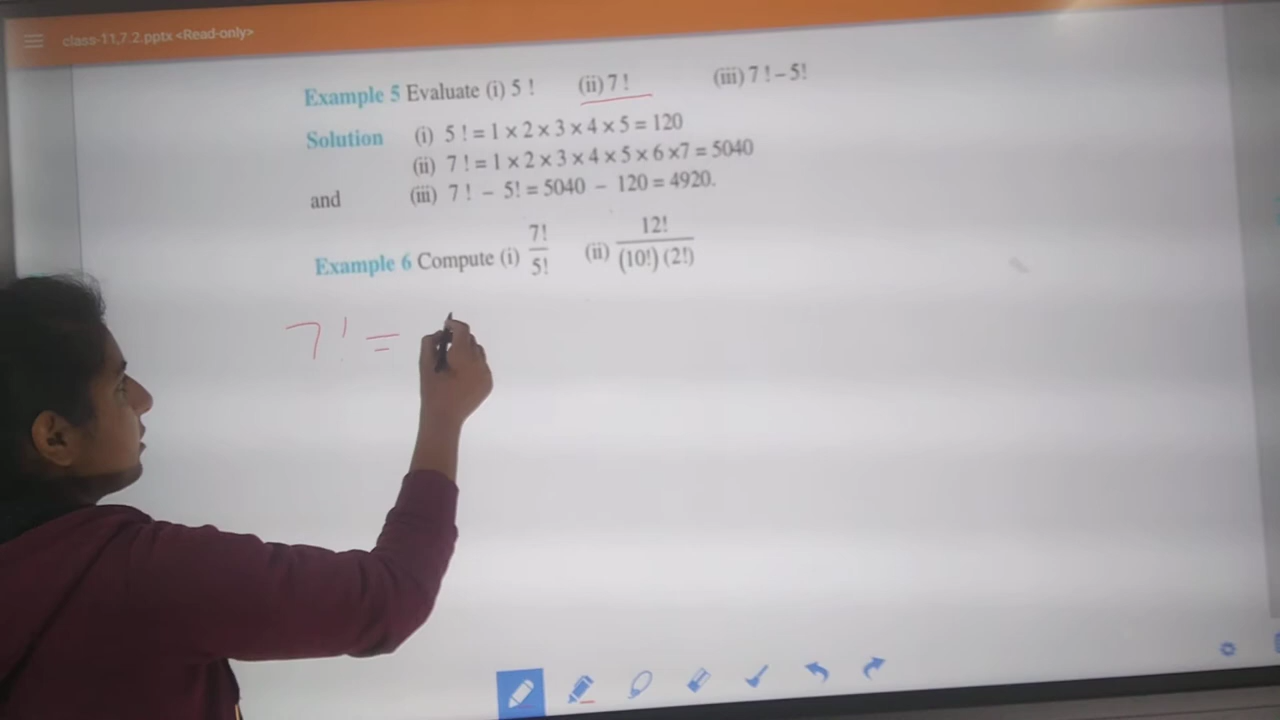 class-11,7.2.pptx <Read-only>
Example 5 Evaluate (i) 5 ! (ii) 7 ! (iii) 7 ! – 5!
Solution (i) 5 ! = 1 × 2 × 3 × 4 × 5 = 120
(ii) 7 ! = 1 × 2 × 3 × 4 × 5 × 6 ×7 = 5040
and (iii) 7 ! – 5! = 5040 – 120 = 4920.
Example 6 Compute (i) 7!/5! (ii) 12!/(10!) (2!)
7! =